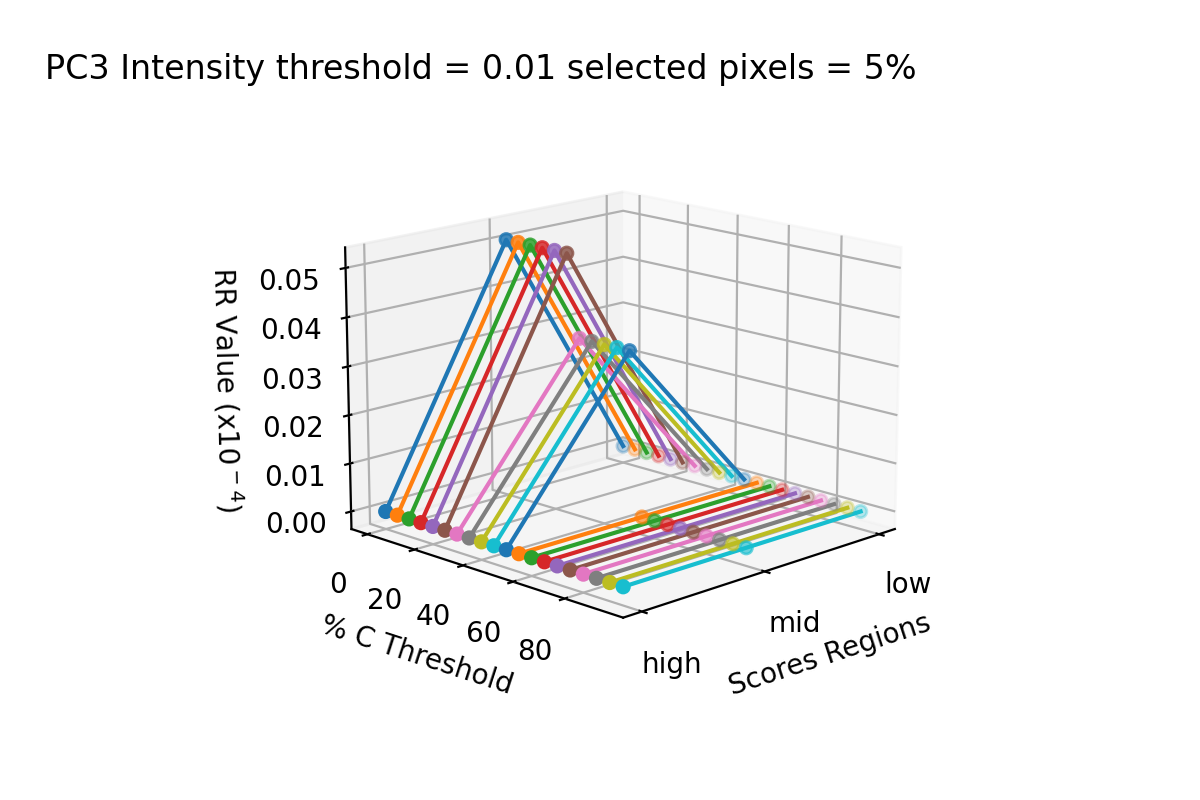 PC3 Intensity threshold = 0.01 selected pixels = 5%
RR Value (x10⁻⁴)
0.05
0.04
0.03
0.02
0.01
0.00
0
20
40
60
80
% C Threshold
low
mid
high
Scores Regions